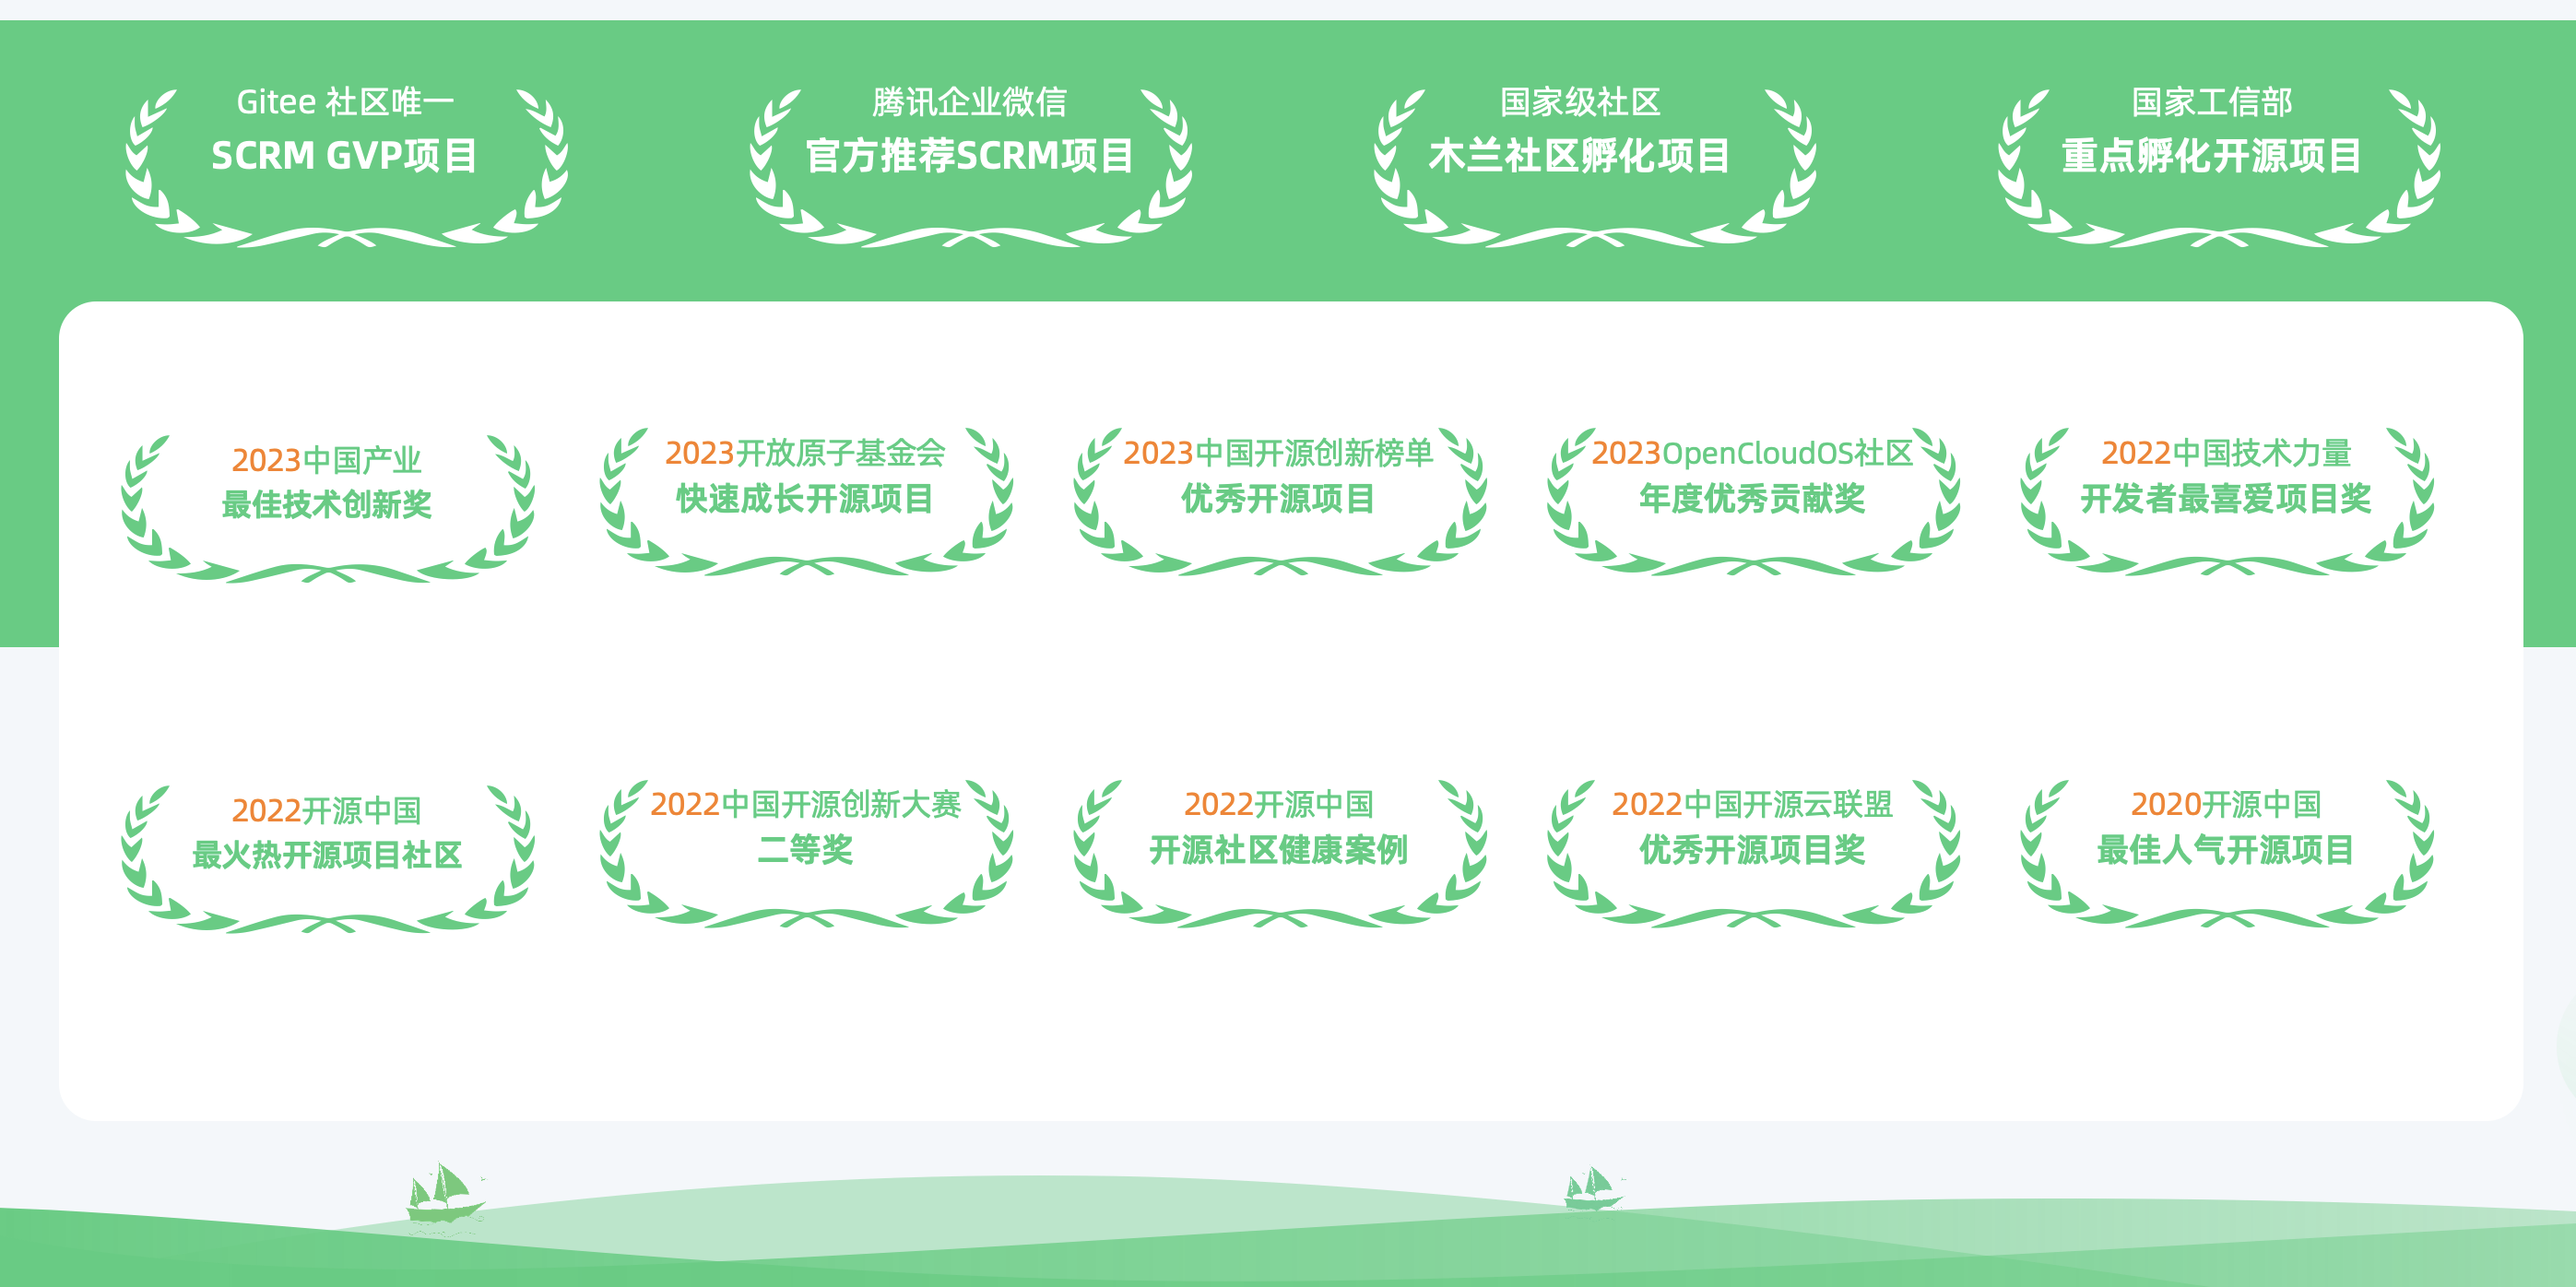 Gitee 社区唯一
SCRM GVP项目
腾讯企业微信
官方推荐SCRM项目
国家级社区
木兰社区孵化项目
国家工信部
重点孵化开源项目
2023中国产业
最佳技术创新奖
2023开放原子基金会
快速成长开源项目
2023中国开源创新榜单
优秀开源项目
2023OpenCloudOS社区
年度优秀贡献奖
2022中国技术力量
开发者最喜爱项目奖
2022开源中国
最火热开源项目社区
2022中国开源创新大赛
二等奖
2022开源中国
开源社区健康案例
2022中国开源云联盟
优秀开源项目奖
2020开源中国
最佳人气开源项目